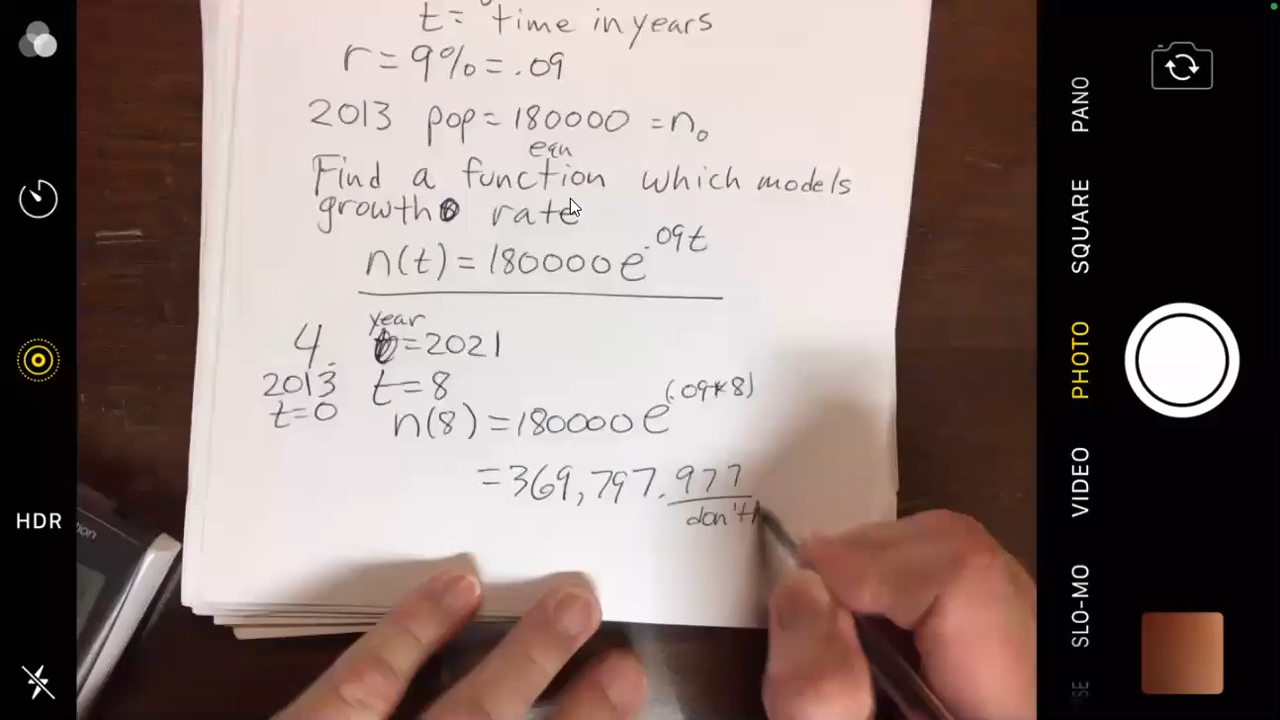 t = time in years
r = 9% = .09
2013 pop = 180000 = n₀
eqn
Find a function which models
growth rate
n(t) = 180000e^.09t
year
4. = 2021
2013 t = 8
t = 0
n(8) = 180000e^(.09*8)
= 369,797.977
don't
HDR
PANO
SQUARE
PHOTO
VIDEO
SLO-MO